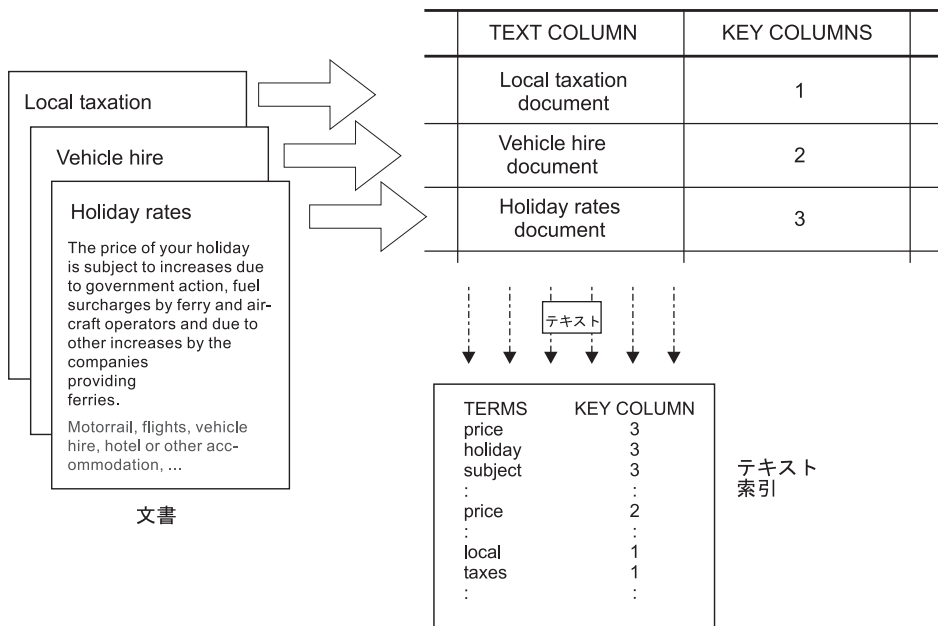 Local taxation
Vehicle hire
Holiday rates
The price of your holiday
is subject to increases due
to government action, fuel
surcharges by ferry and air-
craft operators and due to
other increases by the
companies
providing
ferries.
Motorrail, flights, vehicle
hire, hotel or other acc-
ommodation, ...
文書
TEXT COLUMN KEY COLUMNS
Local taxation
document
1
Vehicle hire
document
2
Holiday rates
document
3
テキスト
TERMS KEY COLUMN
price 3
holiday 3
subject 3
: :
price 2
: :
local 1
taxes 1
: :
テキスト
索引